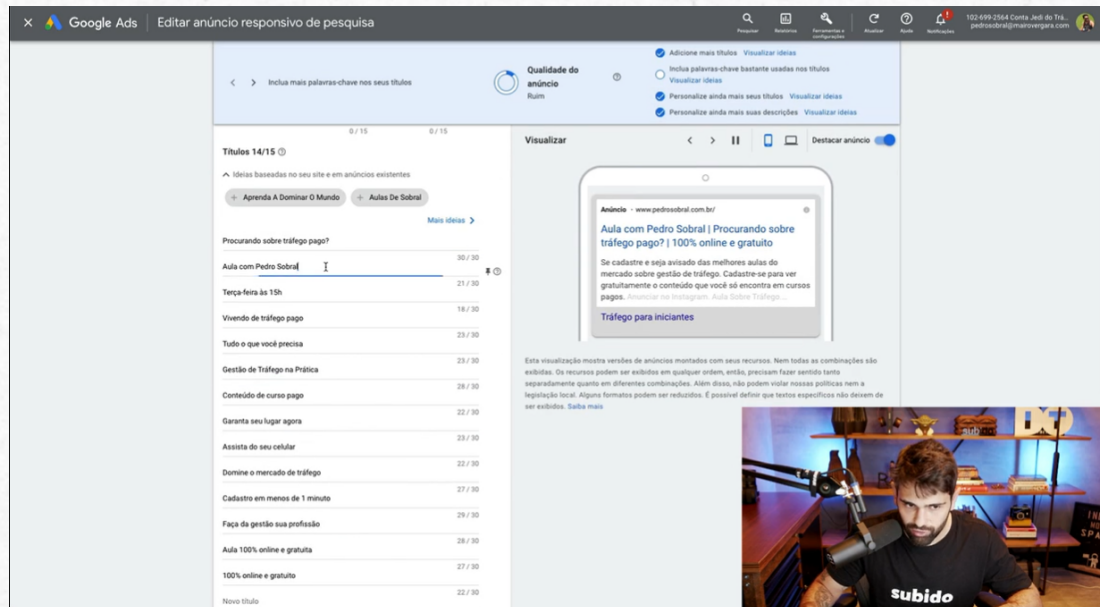 × Google Ads Editar anúncio responsivo de pesquisa
Pesquisar
Relatórios
Ferramentas e configurações
Atualizar
Ajuda
Notificações
102-699-2564 Conta Jedi do Trá...
pedrosobral@mairovergara.com
Inclua mais palavras-chave nos seus títulos
Qualidade do anúncio
Ruim
Adicione mais títulos Visualizar ideias
Inclua palavras-chave bastante usadas nos títulos
Visualizar ideias
Personalize ainda mais seus títulos Visualizar ideias
Personalize ainda mais suas descrições Visualizar ideias
0 / 15 0 / 15
Títulos 14/15
Ideias baseadas no seu site e em anúncios existentes
+ Aprenda A Dominar O Mundo + Aulas De Sobral
Mais ideias
Procurando sobre tráfego pago?
30 / 30
Aula com Pedro Sobral
21 / 30
Terça-feira às 15h
18 / 30
Vivendo de tráfego pago
23 / 30
Tudo o que você precisa
23 / 30
Gestão de Tráfego na Prática
28 / 30
Conteúdo de curso pago
22 / 30
Garanta seu lugar agora
23 / 30
Assista do seu celular
22 / 30
Domine o mercado de tráfego
27 / 30
Cadastro em menos de 1 minuto
29 / 30
Faça da gestão sua profissão
28 / 30
Aula 100% online e gratuita
27 / 30
100% online e gratuito
22 / 30
Novo título
Visualizar
Destacar anúncio
Anúncio · www.pedrosobral.com.br/
Aula com Pedro Sobral | Procurando sobre
tráfego pago? | 100% online e gratuito
Se cadastre e seja avisado das melhores aulas do
mercado sobre gestão de tráfego. Cadastre-se para ver
gratuitamente o conteúdo que você só encontra em cursos
pagos. Anunciar no Instagram. Aula Sobre Tráfego...
Tráfego para iniciantes
Esta visualização mostra versões de anúncios montados com seus recursos. Nem todas as combinações são
exibidas. Os recursos podem ser exibidos em qualquer ordem, então, precisam fazer sentido tanto
separadamente quanto em diferentes combinações. Além disso, não podem violar nossas políticas nem a
legislação local. Alguns formatos podem ser reduzidos. É possível definir que textos específicos não deixem de
ser exibidos. Saiba mais
subido